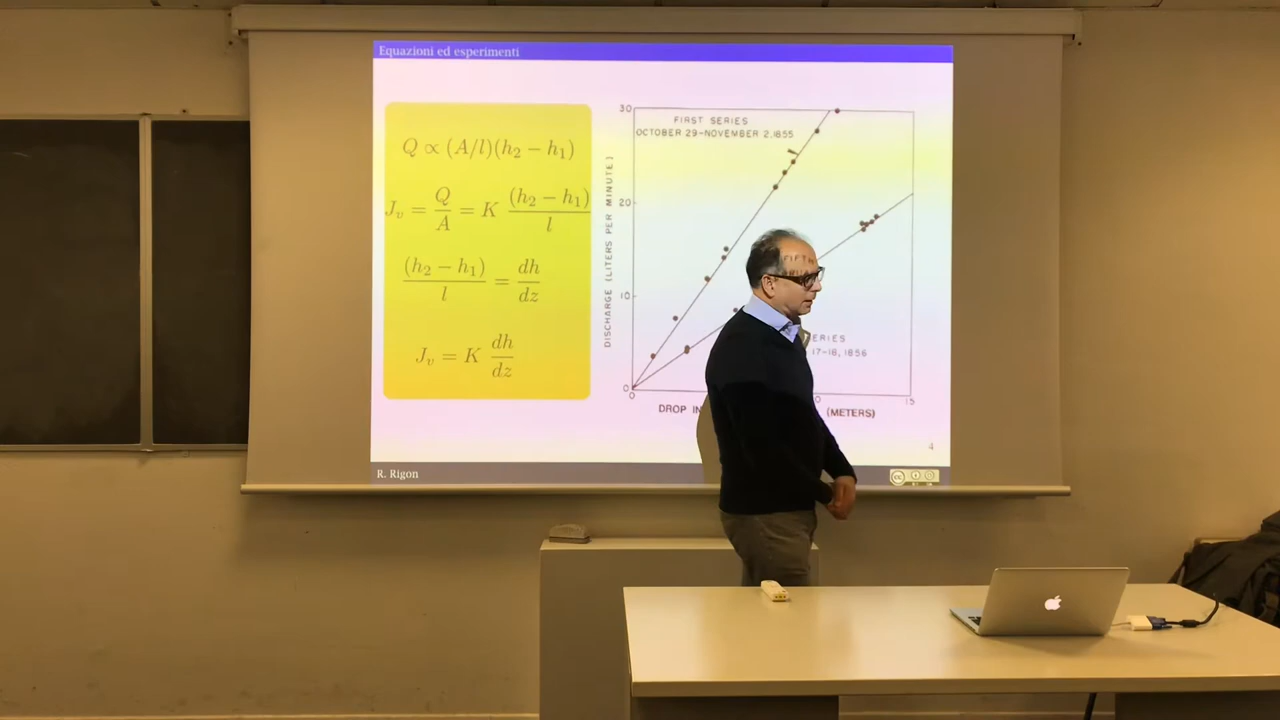 Equazioni ed esperimenti
Q ∝ (A/l)(h₂ − h₁)
J_v = Q/A = K (h₂ − h₁)/l
(h₂ − h₁)/l = dh/dz
J_v = K dh/dz
DISCHARGE (LITERS PER MINUTE)
30
20
10
0
FIRST SERIES
OCTOBER 29-NOVEMBER 2, 1855
FIFTH
ERIES
17-18, 1856
0
15
DROP IN
(METERS)
4
R. Rigon
cc